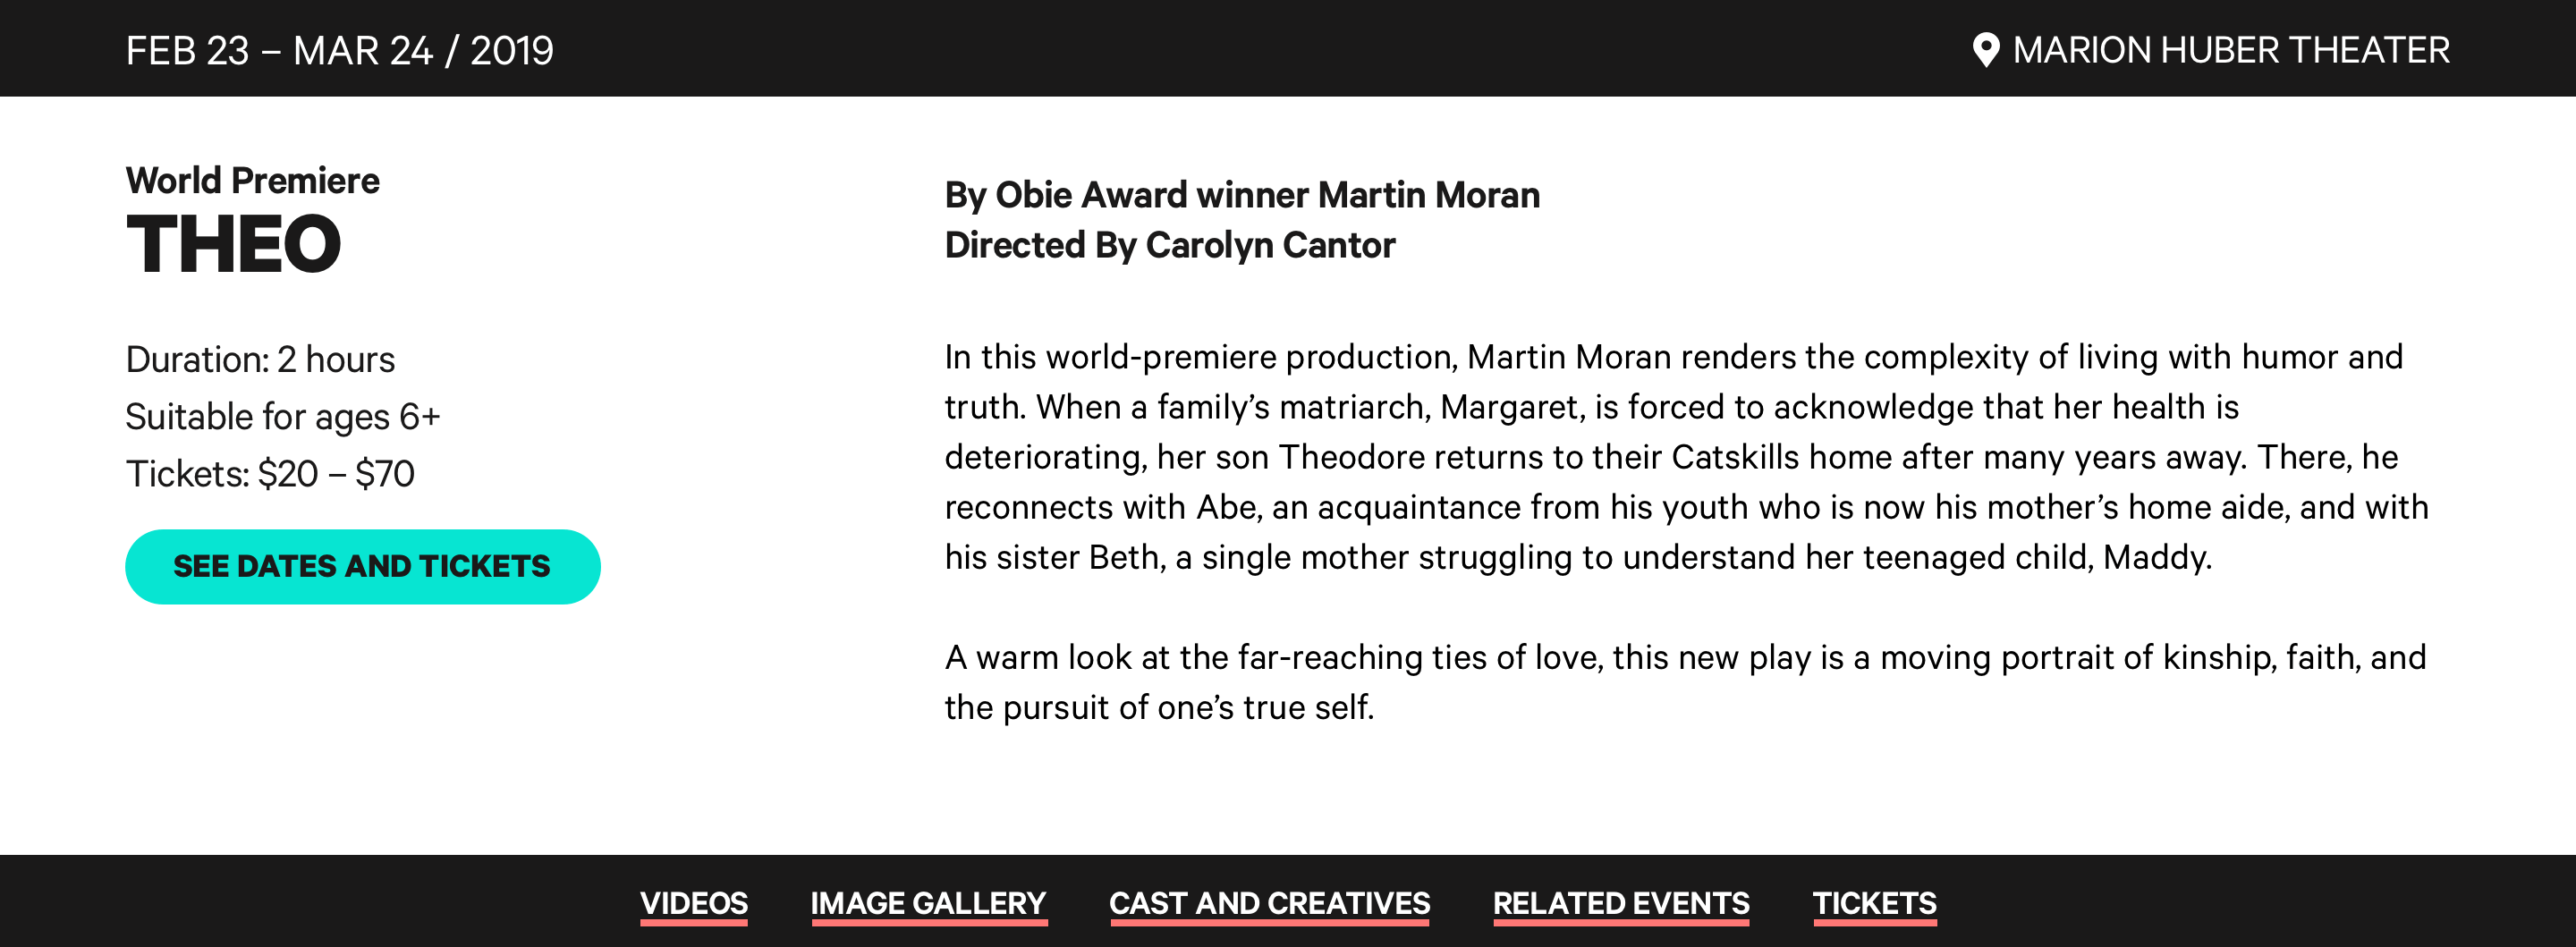 FEB 23 – MAR 24 / 2019
MARION HUBER THEATER
World Premiere
THEO
Duration: 2 hours
Suitable for ages 6+
Tickets: $20 – $70
SEE DATES AND TICKETS
By Obie Award winner Martin Moran
Directed By Carolyn Cantor
In this world-premiere production, Martin Moran renders the complexity of living with humor and
truth. When a family’s matriarch, Margaret, is forced to acknowledge that her health is
deteriorating, her son Theodore returns to their Catskills home after many years away. There, he
reconnects with Abe, an acquaintance from his youth who is now his mother’s home aide, and with
his sister Beth, a single mother struggling to understand her teenaged child, Maddy.
A warm look at the far-reaching ties of love, this new play is a moving portrait of kinship, faith, and
the pursuit of one’s true self.
VIDEOS
IMAGE GALLERY
CAST AND CREATIVES
RELATED EVENTS
TICKETS